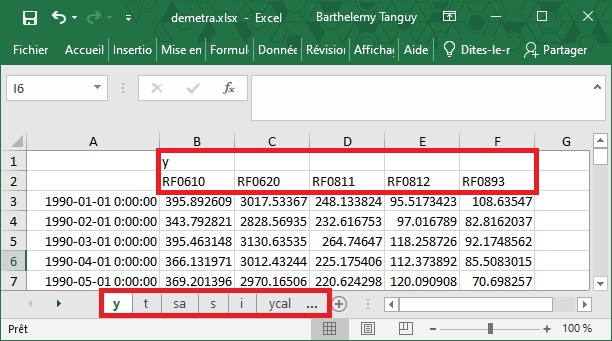 demetra.xlsx - Excel Barthelemy Tanguy
Fichier Accueil Insertio Mise en Formul Donnée Révision Affichag Aide Dites-le-r Partager
I6 fx
A B C D E F G
1 y
2 RF0610 RF0620 RF0811 RF0812 RF0893
3 1990-01-01 0:00:00 395.892609 3017.53367 248.133824 95.5173423 108.63547
4 1990-02-01 0:00:00 343.792821 2828.56935 232.616753 97.016789 82.8162037
5 1990-03-01 0:00:00 395.463148 3130.63535 264.74647 118.258726 92.1748562
6 1990-04-01 0:00:00 366.131971 3012.43244 225.175406 112.373892 85.5083015
7 1990-05-01 0:00:00 369.201396 2970.16506 220.624298 120.090908 70.698257
y t sa s i ycal ...
Prêt 100 %